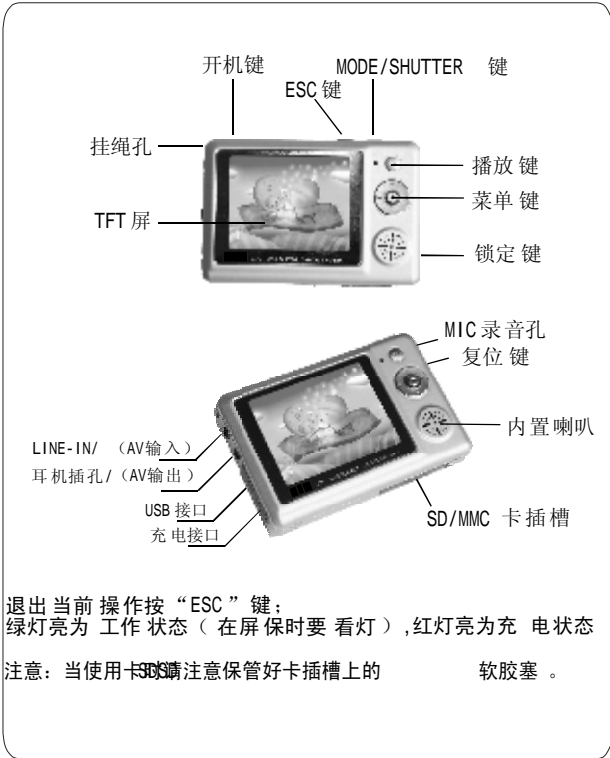 开机键
MODE/SHUTTER 键
ESC 键
挂绳孔
播放键
菜单键
TFT 屏
锁定键
MIC 录音孔
复位键
内置喇叭
LINE-IN/ （AV输入）
耳机插孔/（AV输出）
USB 接口
充电接口
SD/MMC 卡插槽
退出当前操作按“ESC”键；
绿灯亮为工作状态（在屏保时要看灯）,红灯亮为充电状态
注意：当使用卡 请注意保管好卡插槽上的 软胶塞 。